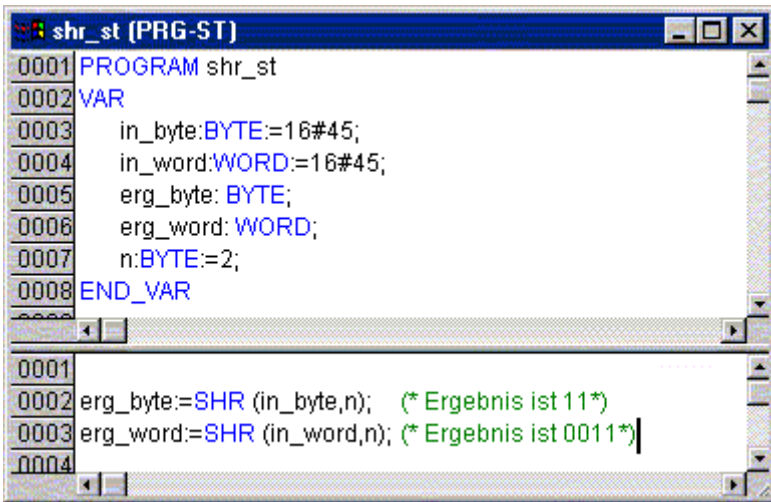 shr_st (PRG-ST)
0001 PROGRAM shr_st
0002 VAR
0003 in_byte:BYTE:=16#45;
0004 in_word:WORD:=16#45;
0005 erg_byte: BYTE;
0006 erg_word: WORD;
0007 n:BYTE:=2;
0008 END_VAR
0001
0002 erg_byte:=SHR (in_byte,n); (* Ergebnis ist 11*)
0003 erg_word:=SHR (in_word,n); (* Ergebnis ist 0011*)
0004